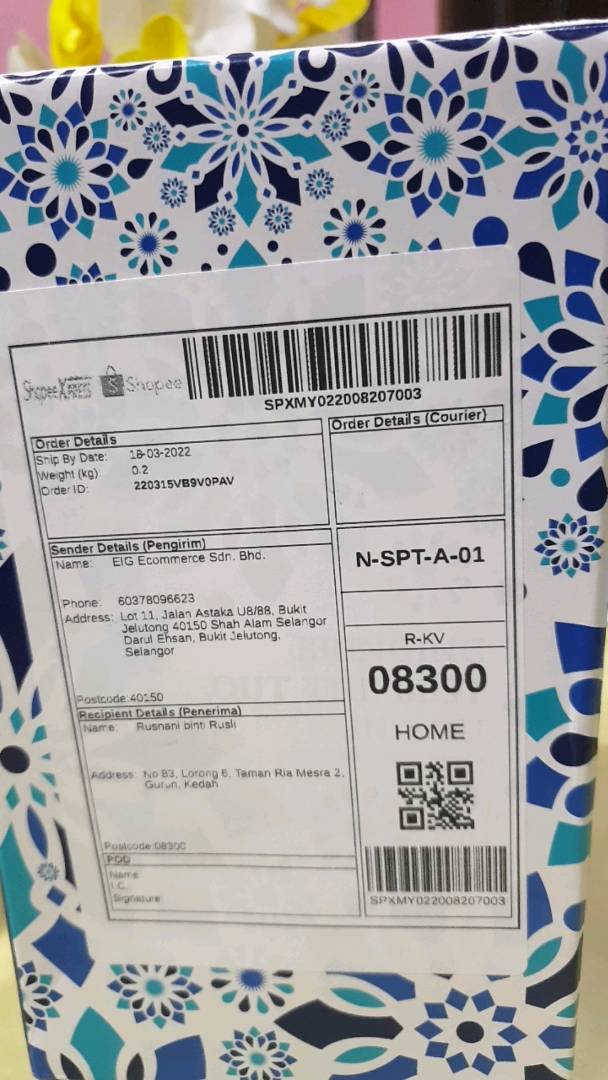 ShopeeXpress Shopee
SPXMY022008207003
Order Details
Ship By Date: 18-03-2022
Weight (kg): 0.2
Order ID: 220315VB9V0PAV
Order Details (Courier)
Sender Details (Pengirim)
Name: EIG Ecommerce Sdn. Bhd.
Phone: 60378096623
Address: Lot 11, Jalan Astaka U8/88, Bukit
Jelutong 40150 Shah Alam Selangor
Darul Ehsan, Bukit Jelutong,
Selangor
Postcode:40150
N-SPT-A-01
R-KV
08300
HOME
Recipient Details (Penerima)
Name: Rusnani binti Rusli
Address: No 83, Lorong 6, Taman Ria Mesra 2,
Gurun, Kedah
Postcode:08300
POD
Name
I.C.
Signature
SPXMY022008207003